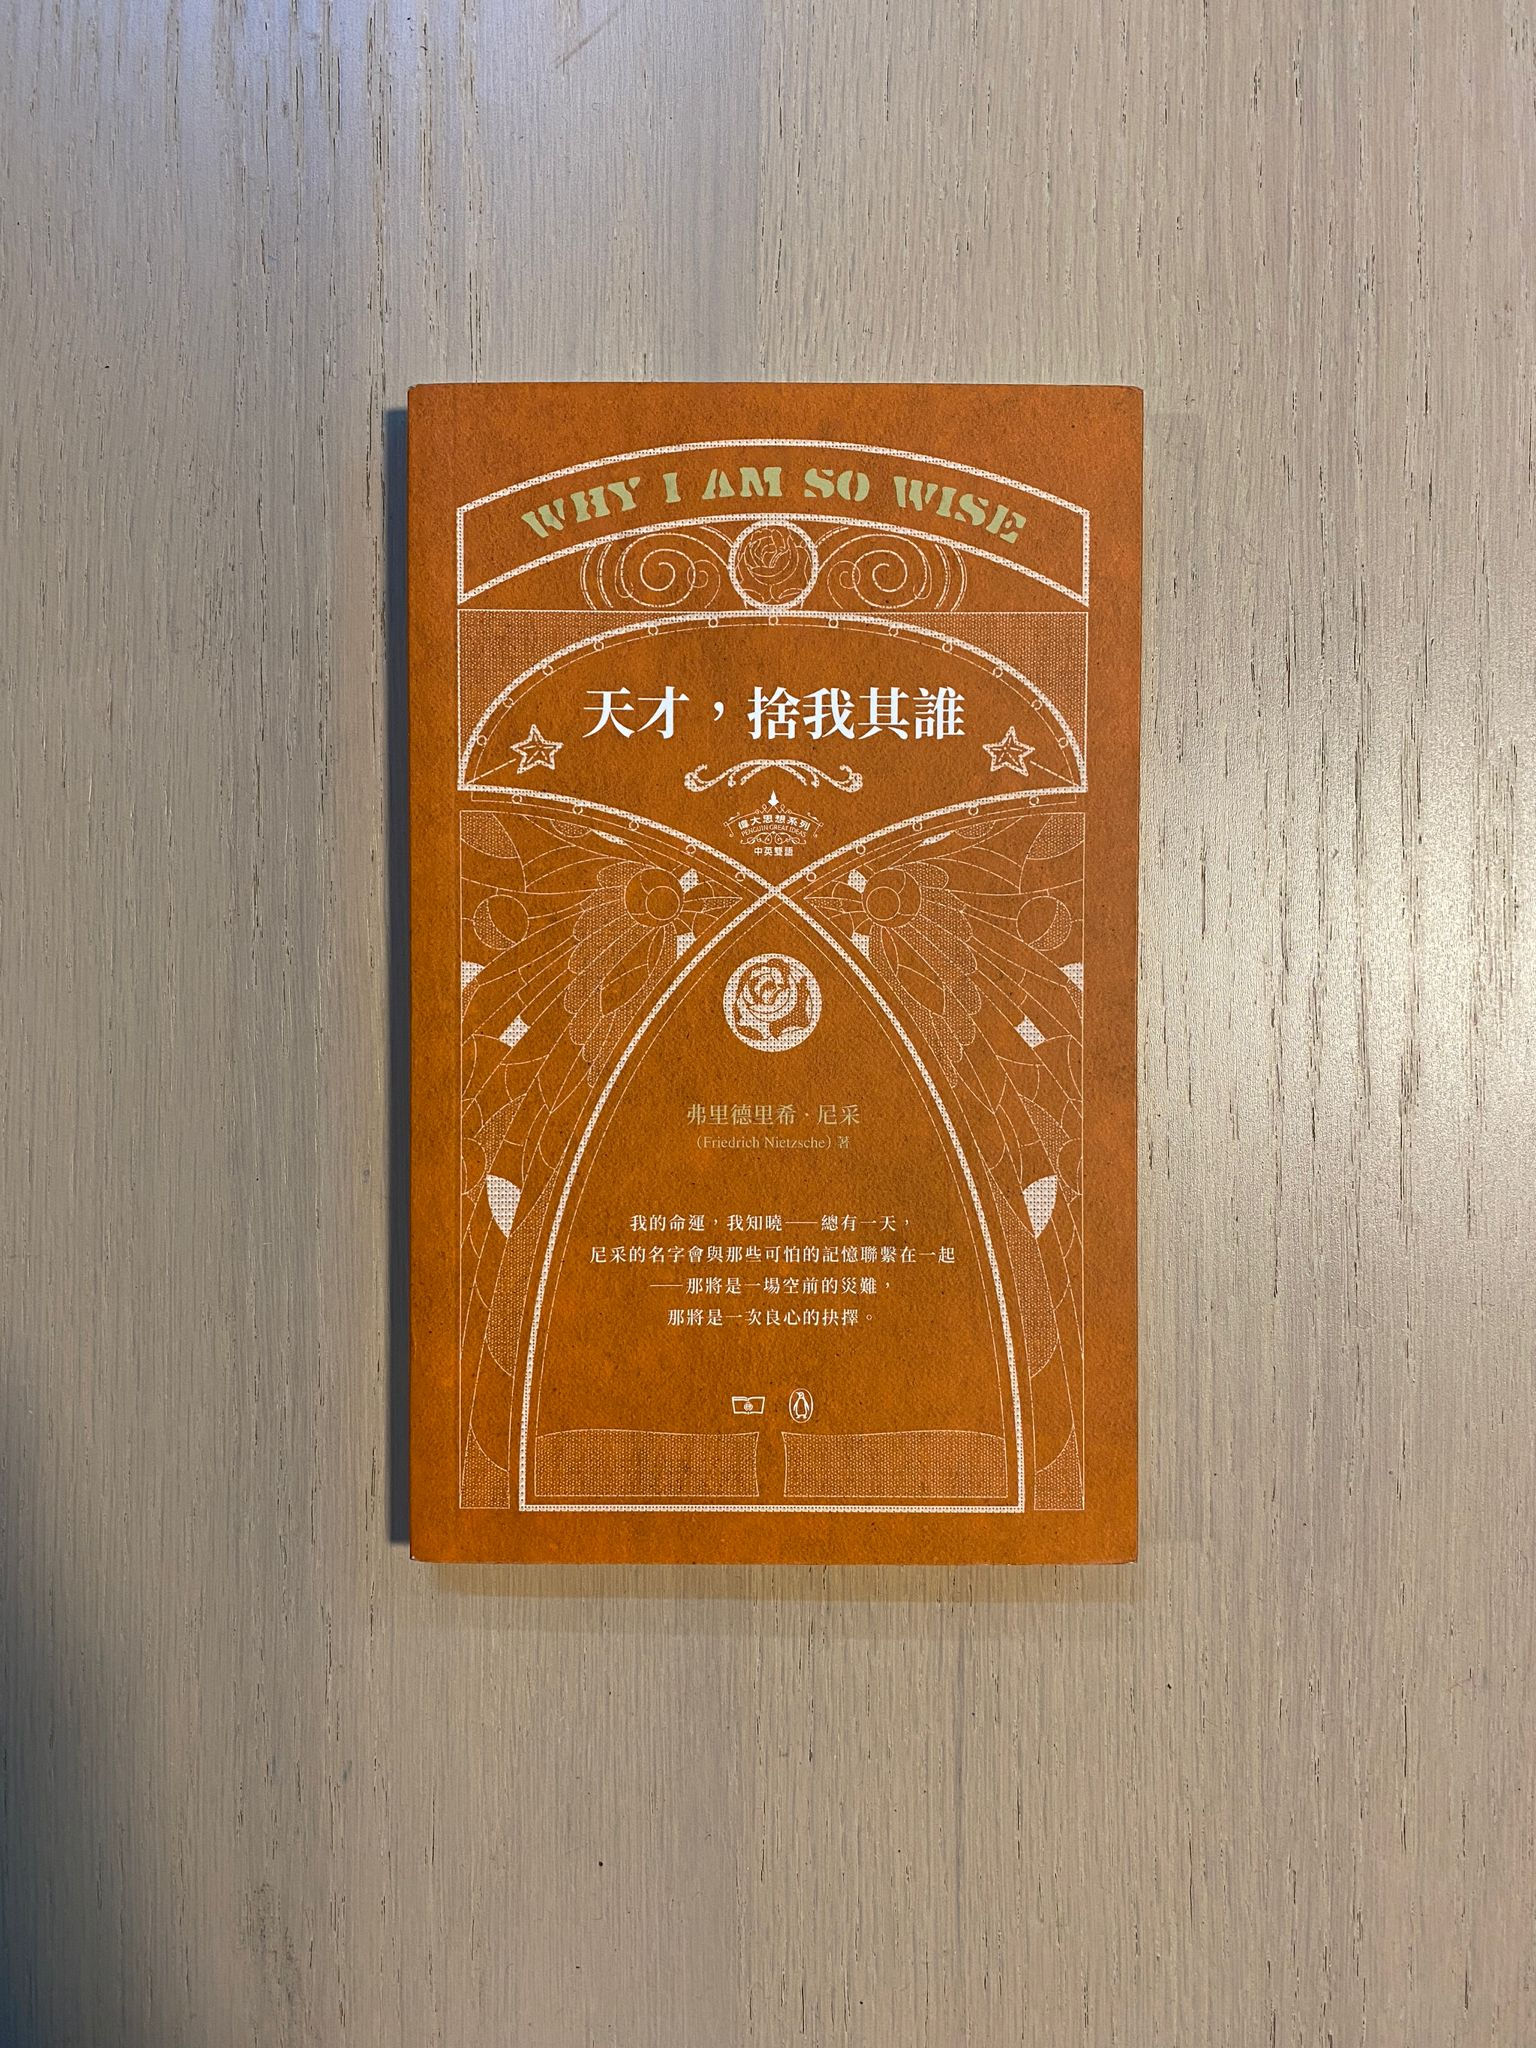 WHY I AM SO WISE
天才，捨我其誰
偉大思想系列
PENGUIN GREAT IDEAS
中英雙語
弗里德里希·尼采
（Friedrich Nietzsche）著
我的命運，我知曉——總有一天，
尼采的名字會與那些可怕的記憶聯繫在一起
——那將是一場空前的災難，
那將是一次良心的抉擇。